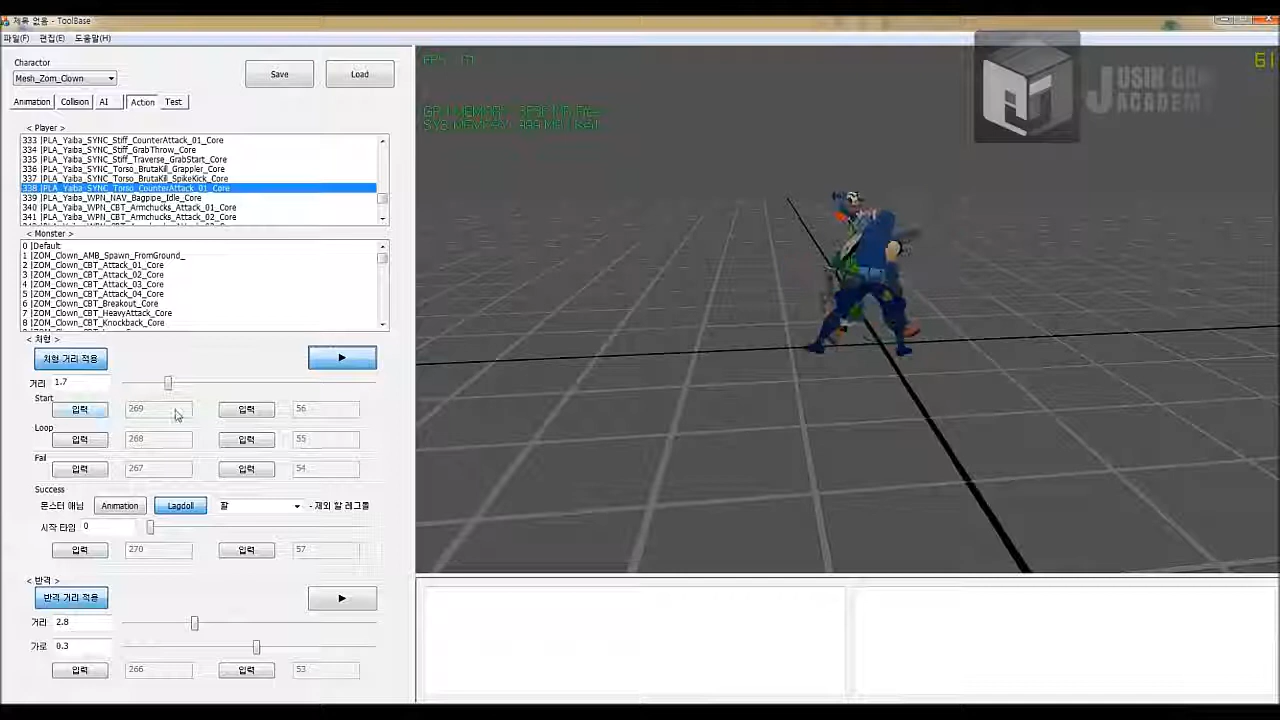 제목 없음 - ToolBase
파일(F) 편집(E) 도움말(H)
Charactor
Mesh_Zom_Clown
Save
Load
Animation
Collision
AI
Action
Test
< Player >
333 |PLA_Yaiba_SYNC_Stiff_CounterAttack_01_Core
334 |PLA_Yaiba_SYNC_Stiff_GrabThrow_Core
335 |PLA_Yaiba_SYNC_Stiff_Traverse_GrabStart_Core
336 |PLA_Yaiba_SYNC_Torso_BrutaKill_Grappler_Core
337 |PLA_Yaiba_SYNC_Torso_BrutaKill_SpikeKick_Core
338 |PLA_Yaiba_SYNC_Torso_CounterAttack_01_Core
339 |PLA_Yaiba_WPN_NAV_Bagpipe_Idle_Core
340 |PLA_Yaiba_WPN_CBT_Armchucks_Attack_01_Core
341 |PLA_Yaiba_WPN_CBT_Armchucks_Attack_02_Core
< Monster >
0 |Default
1 |ZOM_Clown_AMB_Spawn_FromGround_
2 |ZOM_Clown_CBT_Attack_01_Core
3 |ZOM_Clown_CBT_Attack_02_Core
4 |ZOM_Clown_CBT_Attack_03_Core
5 |ZOM_Clown_CBT_Attack_04_Core
6 |ZOM_Clown_CBT_Breakout_Core
7 |ZOM_Clown_CBT_HeavyAttack_Core
8 |ZOM_Clown_CBT_Knockback_Core
< 처형 >
처형 거리 적용
거리 1.7
Start
입력 269 입력 56
Loop
입력 268 입력 55
Fail
입력 267 입력 54
Success
몬스터 애님 Animation Lagdoll 팔 - 제외 할 레그돌
시작 타임 0
입력 270 입력 57
< 반격 >
반격 거리 적용
거리 2.8
가로 0.3
입력 266 입력 53
61
JUSIN GA
ACADEM